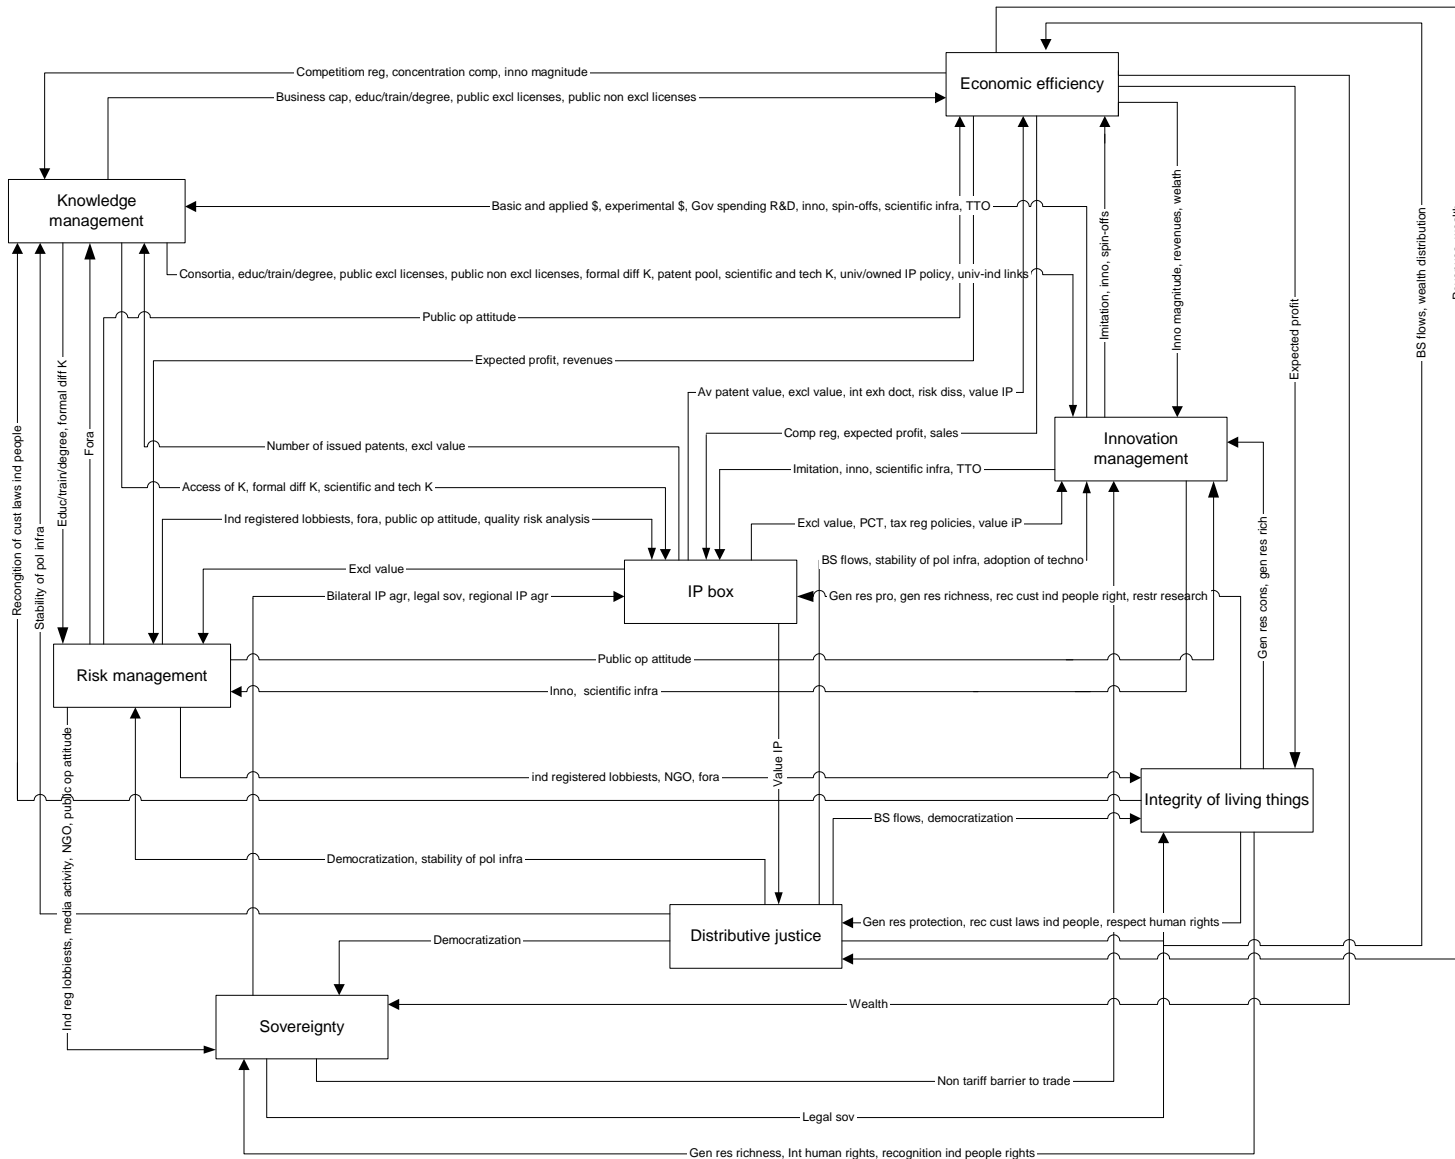 Economic efficiency
Competitiom reg, concentration comp, inno magnitude
Business cap, educ/train/degree, public excl licenses, public non excl licenses
Knowledge
management
Basic and applied $, experimental $, Gov spending R&D, inno, spin-offs, scientific infra, TTO
Consortia, educ/train/degree, public excl licenses, public non excl licenses, formal diff K, patent pool, scientific and tech K, univ/owned IP policy, univ-ind links
Imitation, inno, spin-offs
Inno magnitude, revenues, welath
Expected profit
BS flows, wealth distribution
Public op attitude
Expected profit, revenues
Av patent value, excl value, int exh doct, risk diss, value IP
Comp reg, expected profit, sales
Innovation
management
Number of issued patents, excl value
Imitation, inno, scientific infra, TTO
Access of K, formal diff K, scientific and tech K
Ind registered lobbiests, fora, public op attitude, quality risk analysis
Excl value, PCT, tax reg policies, value iP
Recongition of cust laws ind people
Stability of pol infra
Educ/train/degree, formal diff K
Fora
BS flows, stability of pol infra, adoption of techno
Excl value
IP box
Bilateral IP agr, legal sov, regional IP agr
Gen res pro, gen res richness, rec cust ind people right, restr research
Gen res cons, gen res rich
Risk management
Public op attitude
Inno, scientific infra
Value IP
ind registered lobbiests, NGO, fora
Integrity of living things
BS flows, democratization
Democratization, stability of pol infra
Ind reg lobbiests, media activity, NGO, public op attitude
Gen res protection, rec cust laws ind people, respect human rights
Distributive justice
Democratization
Wealth
Sovereignty
Non tariff barrier to trade
Legal sov
Gen res richness, Int human rights, recognition ind people rights